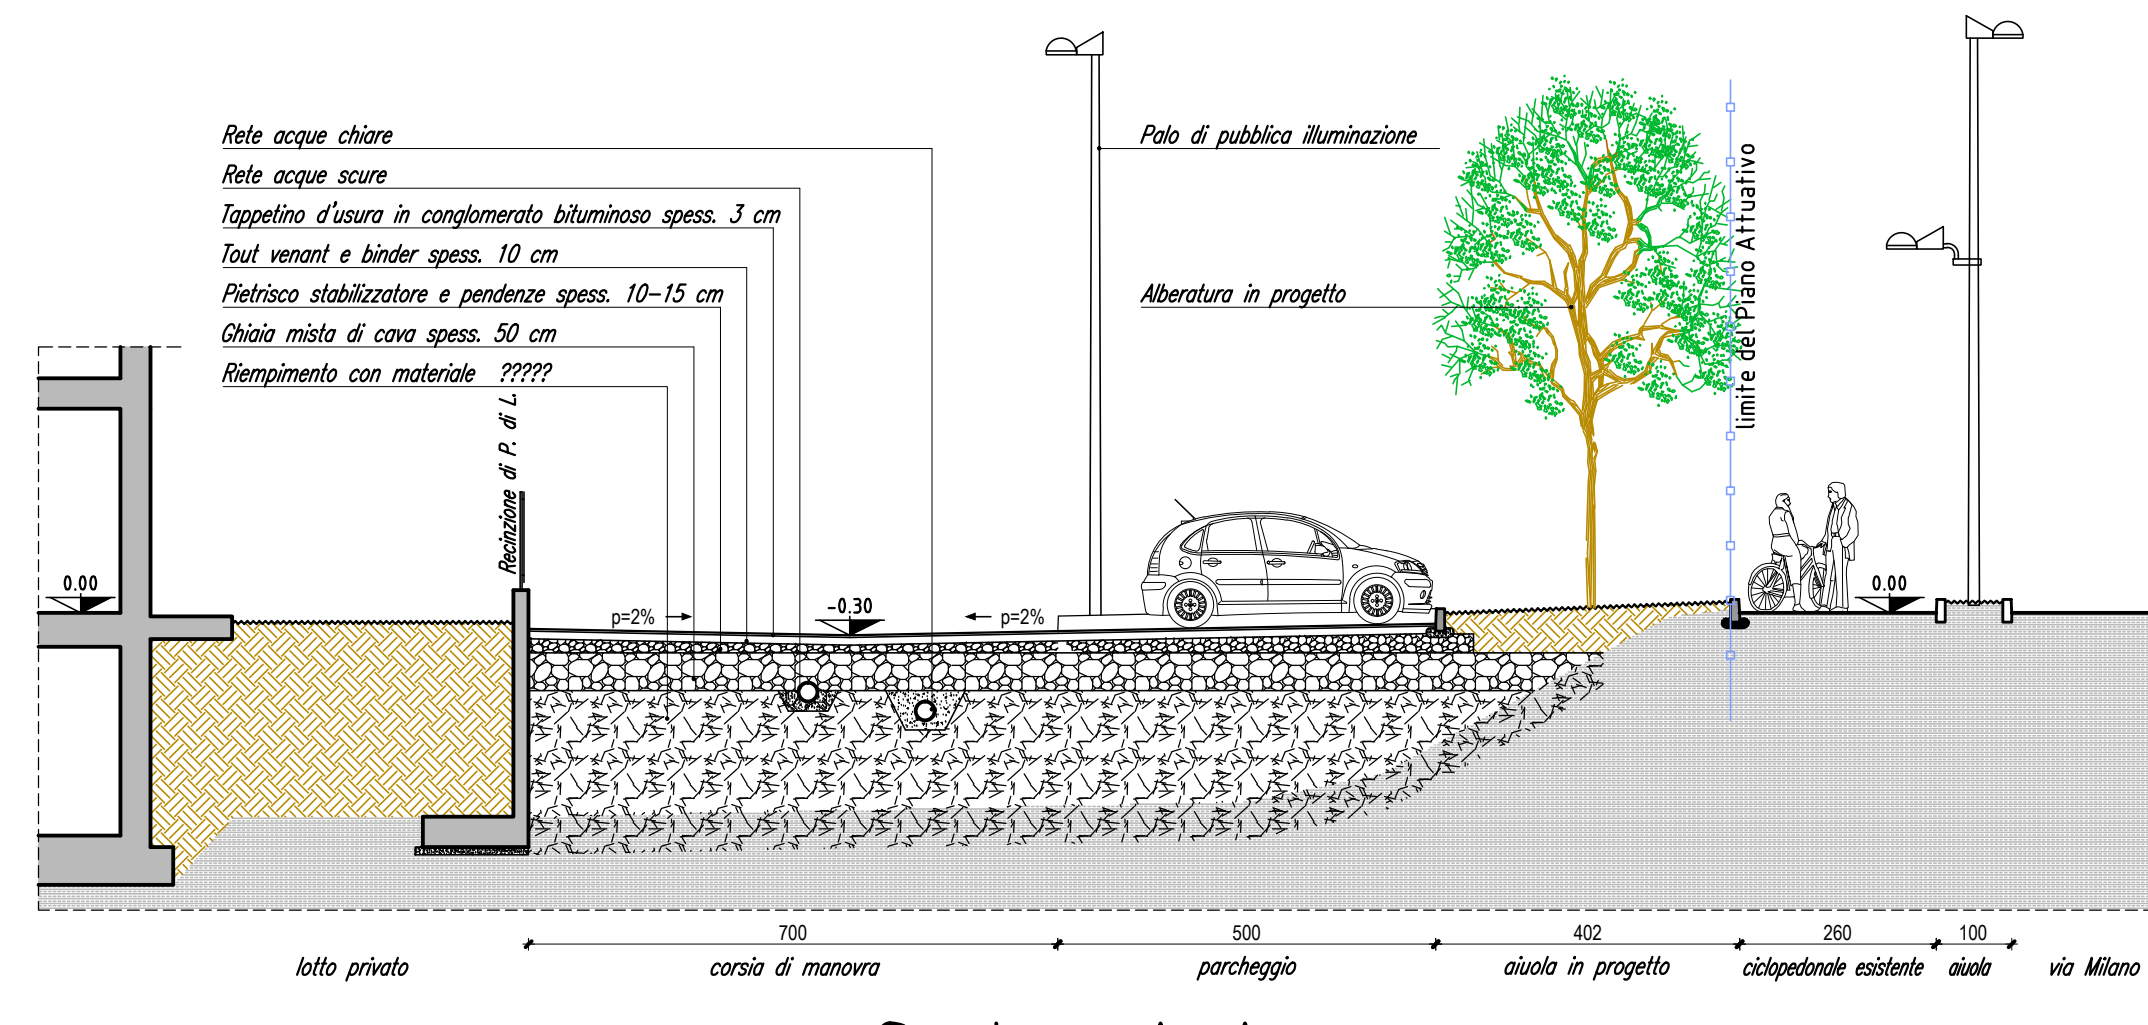 Rete acque chiare
Rete acque scure
Tappetino d'usura in conglomerato bituminoso spess. 3 cm
Tout venant e binder spess. 10 cm
Pietrisco stabilizzatore e pendenze spess. 10-15 cm
Ghiaia mista di cava spess. 50 cm
Riempimento con materiale ?????
Palo di pubblica illuminazione
Alberatura in progetto
limite del Piano Attuativo
Recinzione di P. di L.
0.00
p=2%
-0.30
p=2%
0.00
700
500
402
260
100
lotto privato
corsia di manovra
parcheggio
aiuola in progetto
ciclopedonale esistente
aiuola
via Milano